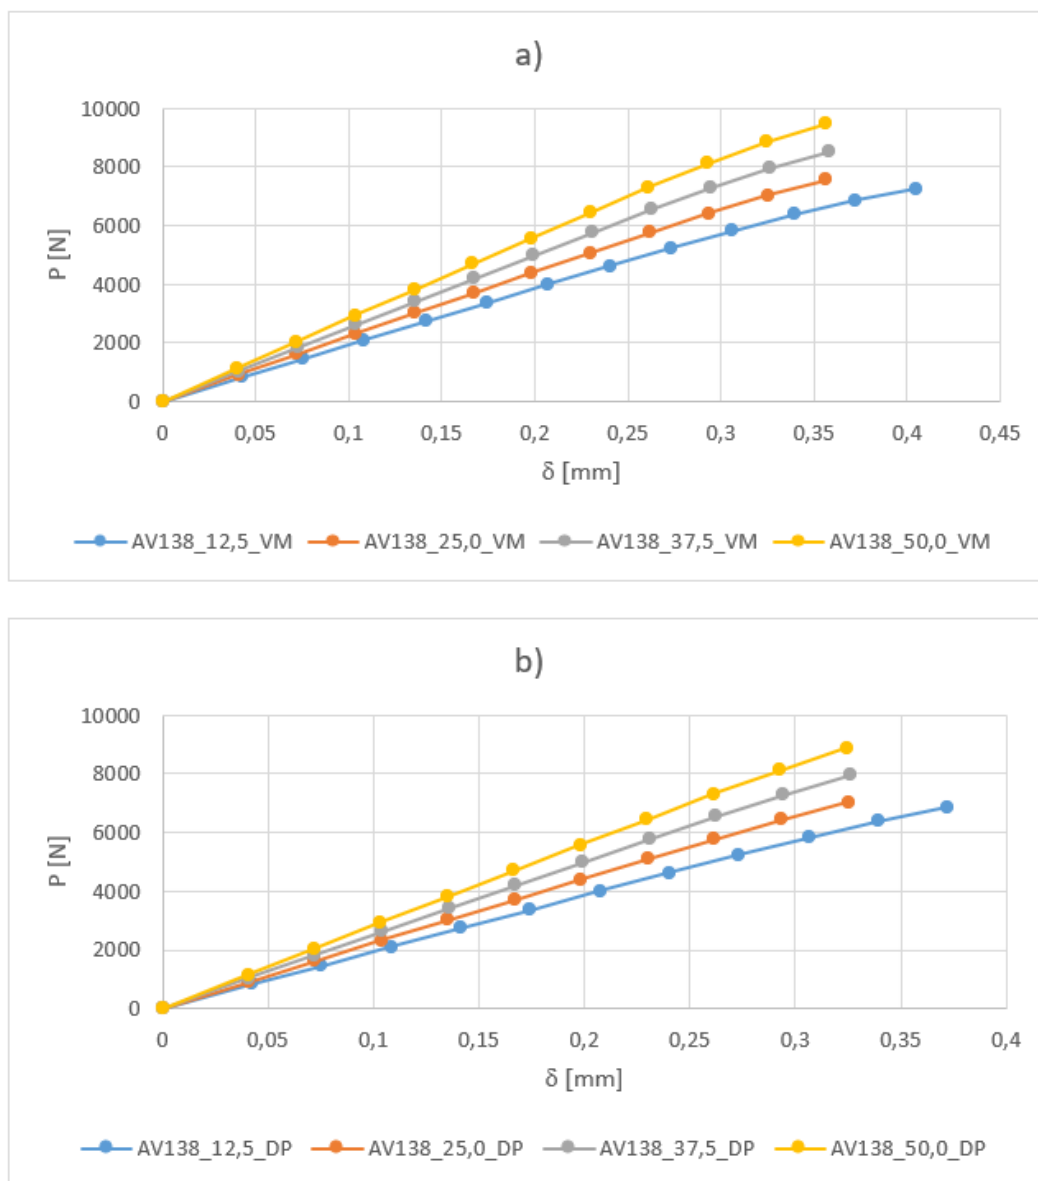 a)
10000
8000
6000
4000
2000
0
P [N]
0 0,05 0,1 0,15 0,2 0,25 0,3 0,35 0,4 0,45
δ [mm]
AV138_12,5_VM AV138_25,0_VM AV138_37,5_VM AV138_50,0_VM
b)
10000
8000
6000
4000
2000
0
P [N]
0 0,05 0,1 0,15 0,2 0,25 0,3 0,35 0,4
δ [mm]
AV138_12,5_DP AV138_25,0_DP AV138_37,5_DP AV138_50,0_DP